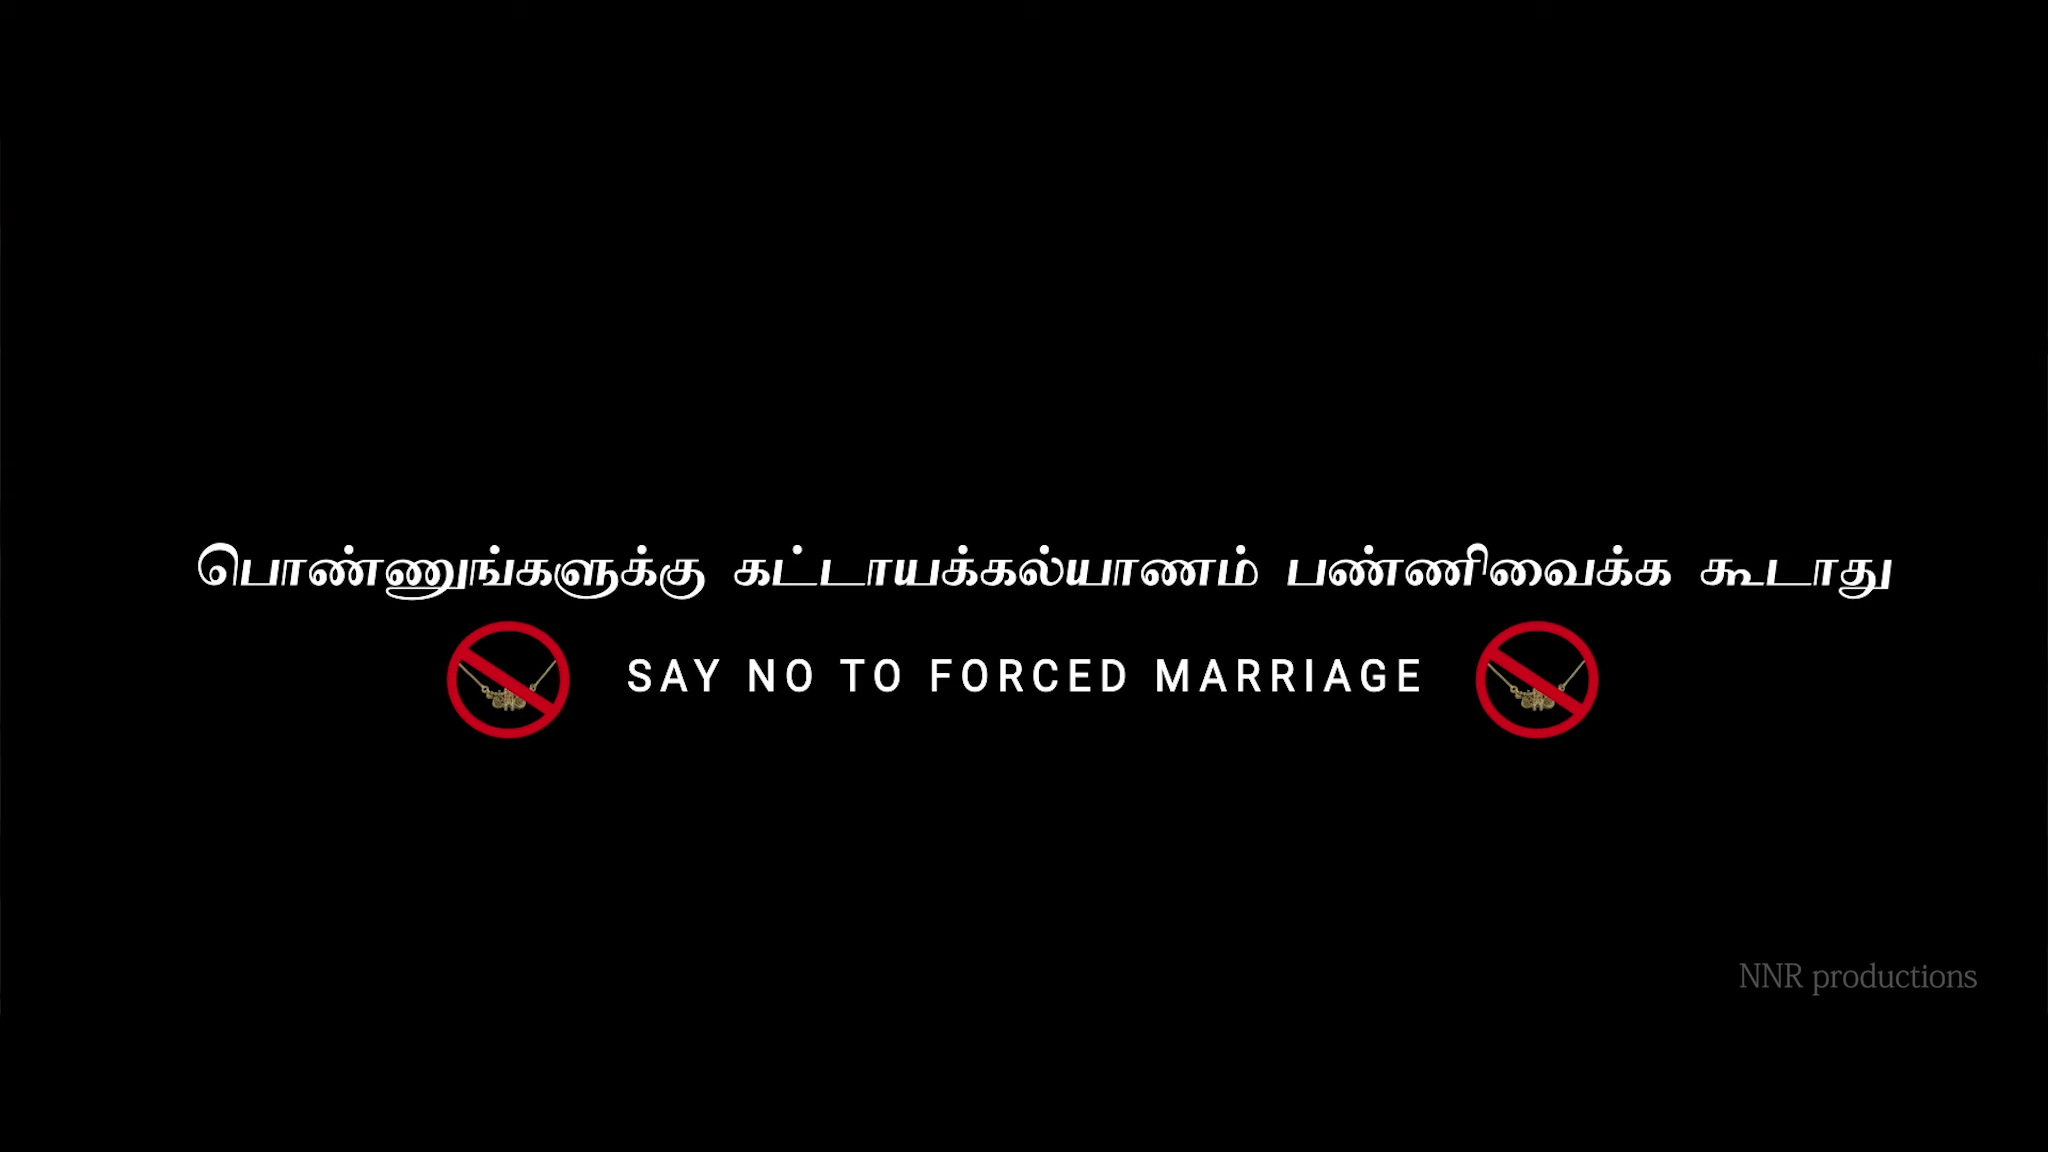 பொண்ணுங்களுக்கு கட்டாயக்கல்யாணம் பண்ணிவைக்க கூடாது
SAY NO TO FORCED MARRIAGE
NNR productions